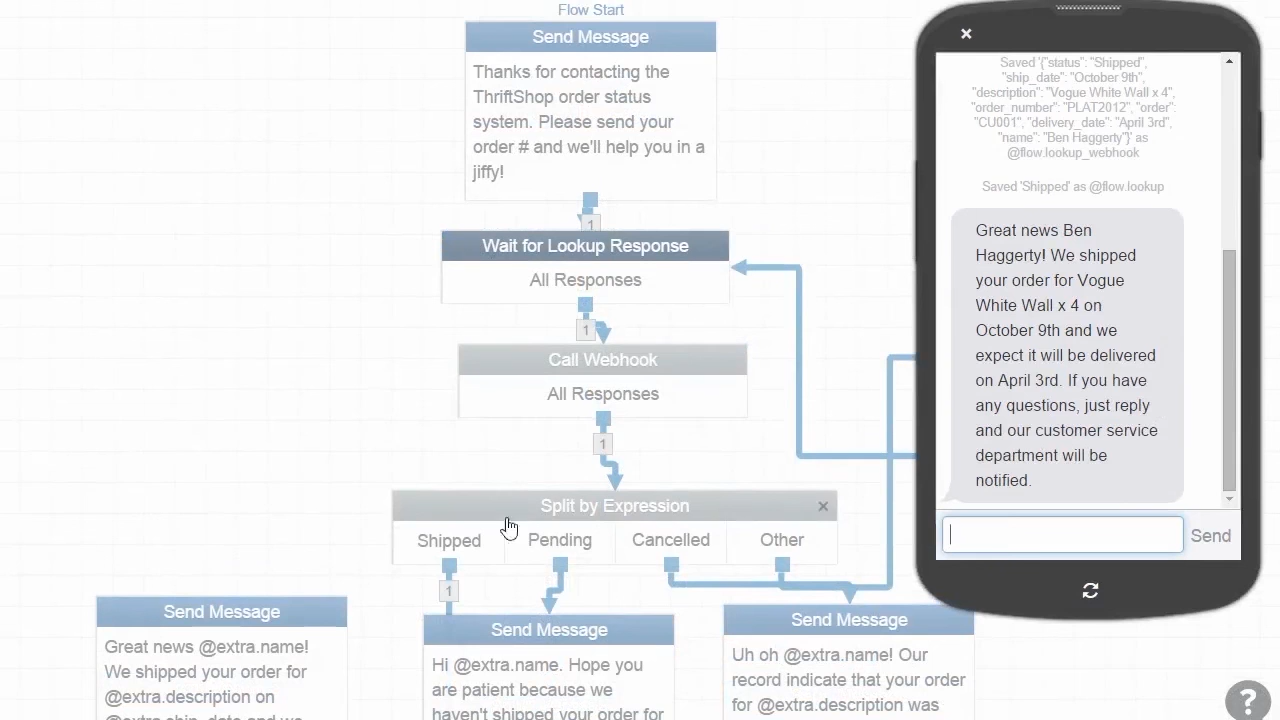 Flow Start
Send Message
Thanks for contacting the
ThriftShop order status
system. Please send your
order # and we'll help you in a
jiffy!
1
Wait for Lookup Response
All Responses
1
Call Webhook
All Responses
1
Split by Expression
×
Shipped
Pending
Cancelled
Other
1
Send Message
Great news @extra.name!
We shipped your order for
@extra.description on
@extra.ship_date and we
Send Message
Hi @extra.name. Hope you
are patient because we
haven't shipped your order for
Send Message
Uh oh @extra.name! Our
record indicate that your order
for @extra.description was
×
Saved '{"status": "Shipped",
"ship_date": "October 9th",
"description": "Vogue White Wall x 4",
"order_number": "PLAT2012", "order":
"CU001", "delivery_date": "April 3rd",
"name": "Ben Haggerty"}' as
@flow.lookup_webhook
Saved 'Shipped' as @flow.lookup
Great news Ben
Haggerty! We shipped
your order for Vogue
White Wall x 4 on
October 9th and we
expect it will be delivered
on April 3rd. If you have
any questions, just reply
and our customer service
department will be
notified.
Send
?